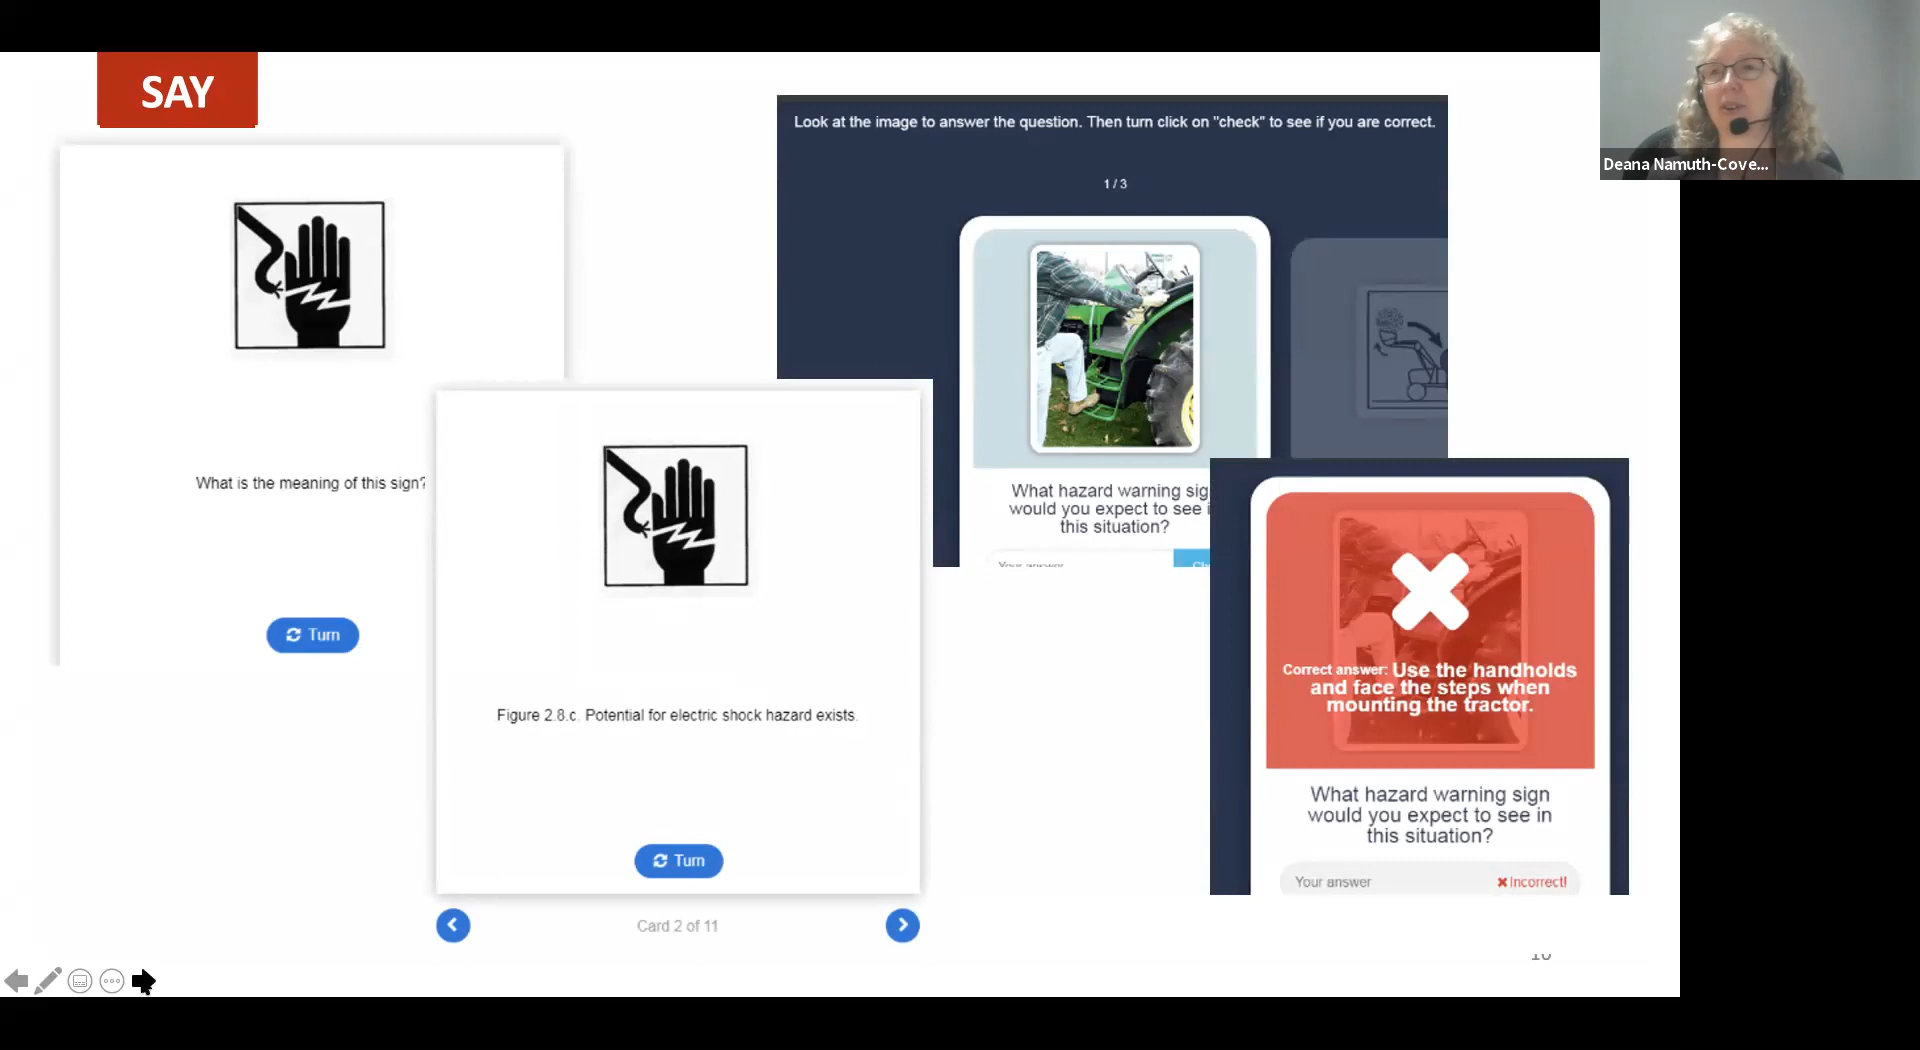 SAY
What is the meaning of this sign?
Turn
Figure 2.8.c. Potential for electric shock hazard exists.
Turn
Card 2 of 11
Look at the image to answer the question. Then turn click on "check" to see if you are correct.
1 / 3
What hazard warning sig
would you expect to see i
this situation?
Your answer
Correct answer: Use the handholds
and face the steps when
mounting the tractor.
What hazard warning sign
would you expect to see in
this situation?
Your answer
Incorrect!
Deana Namuth-Cove...